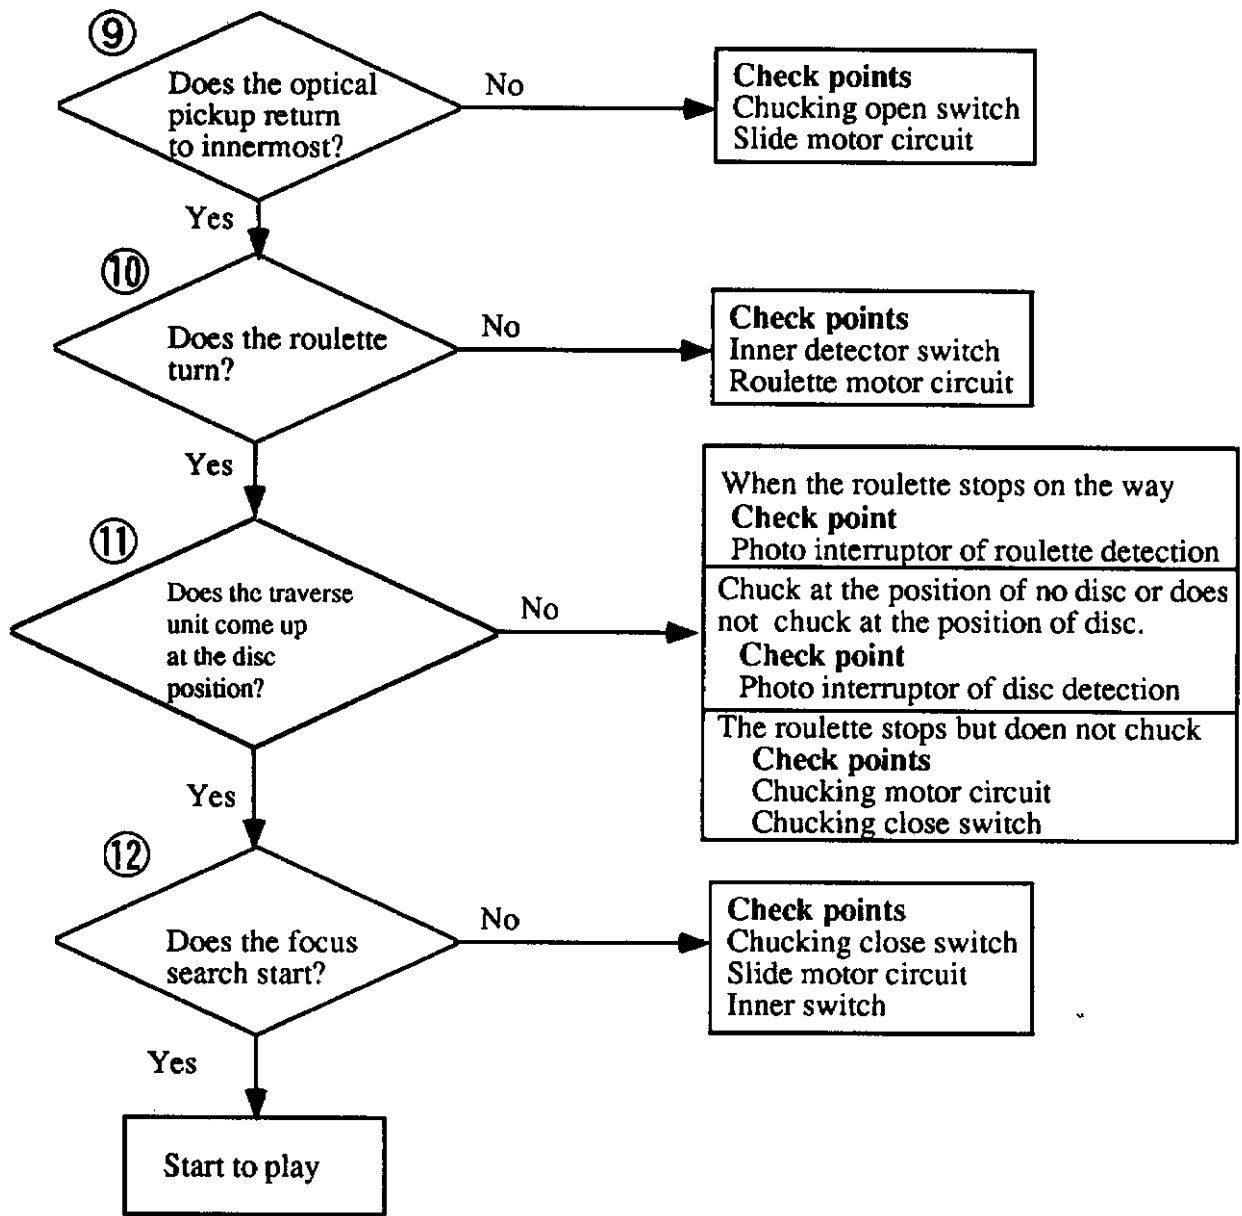 ⑨
Does the optical
pickup return
to innermost?
No
Check points
Chucking open switch
Slide motor circuit
Yes
⑩
Does the roulette
turn?
No
Check points
Inner detector switch
Roulette motor circuit
Yes
⑪
Does the traverse
unit come up
at the disc
position?
No
When the roulette stops on the way
Check point
Photo interruptor of roulette detection
Chuck at the position of no disc or does
not chuck at the position of disc.
Check point
Photo interruptor of disc detection
The roulette stops but doen not chuck
Check points
Chucking motor circuit
Chucking close switch
Yes
⑫
Does the focus
search start?
No
Check points
Chucking close switch
Slide motor circuit
Inner switch
Yes
Start to play